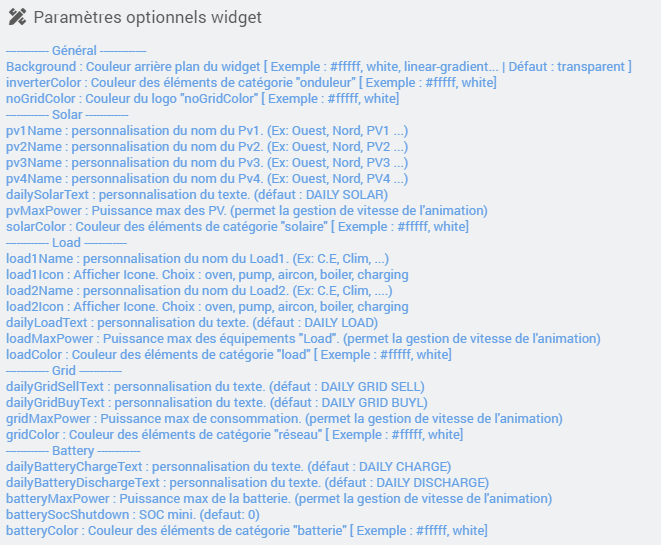 Paramètres optionnels widget
------------ Général -------------
Background : Couleur arrière plan du widget [ Exemple : #fffff, white, linear-gradient... | Défaut : transparent ]
inverterColor : Couleur des éléments de catégorie "onduleur" [ Exemple : #fffff, white]
noGridColor : Couleur du logo "noGridColor" [ Exemple : #fffff, white]
------------ Solar ------------
pv1Name : personnalisation du nom du Pv1. (Ex: Ouest, Nord, PV1 ...)
pv2Name : personnalisation du nom du Pv2. (Ex: Ouest, Nord, PV2 ...)
pv3Name : personnalisation du nom du Pv3. (Ex: Ouest, Nord, PV3 ...)
pv4Name : personnalisation du nom du Pv4. (Ex: Ouest, Nord, PV4 ...)
dailySolarText : personnalisation du texte. (défaut : DAILY SOLAR)
pvMaxPower : Puissance max des PV. (permet la gestion de vitesse de l'animation)
solarColor : Couleur des éléments de catégorie "solaire" [ Exemple : #fffff, white]
------------ Load ------------
load1Name : personnalisation du nom du Load1. (Ex: C.E, Clim, ...)
load1Icon : Afficher Icone. Choix : oven, pump, aircon, boiler, charging
load2Name : personnalisation du nom du Load2. (Ex: C.E, Clim, ....)
load2Icon : Afficher Icone. Choix : oven, pump, aircon, boiler, charging
dailyLoadText : personnalisation du texte. (défaut : DAILY LOAD)
loadMaxPower : Puissance max des équipements "Load". (permet la gestion de vitesse de l'animation)
loadColor : Couleur des éléments de catégorie "load" [ Exemple : #fffff, white]
------------ Grid ------------
dailyGridSellText : personnalisation du texte. (défaut : DAILY GRID SELL)
dailyGridBuyText : personnalisation du texte. (défaut : DAILY GRID BUYL)
gridMaxPower : Puissance max de consommation. (permet la gestion de vitesse de l'animation)
gridColor : Couleur des éléments de catégorie "réseau" [ Exemple : #fffff, white]
------------ Battery ------------
dailyBatteryChargeText : personnalisation du texte. (défaut : DAILY CHARGE)
dailyBatteryDischargeText : personnalisation du texte. (défaut : DAILY DISCHARGE)
batteryMaxPower : Puissance max de la batterie. (permet la gestion de vitesse de l'animation)
batterySocShutdown : SOC mini. (defaut: 0)
batteryColor : Couleur des éléments de catégorie "batterie" [ Exemple : #fffff, white]